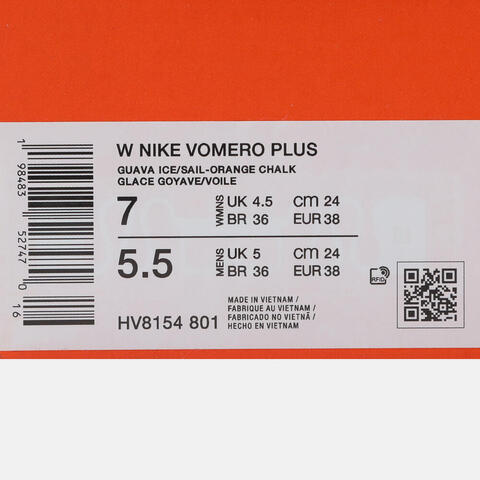 W NIKE VOMERO PLUS
GUAVA ICE/SAIL-ORANGE CHALK
GLACE GOYAVE/VOILE
7 WMNS UK 4.5 CM 24
BR 36 EUR 38
5.5 MENS UK 5 CM 24
BR 36 EUR 38
RFID
HV8154 801
MADE IN VIETNAM /
FABRIQUE AU VIETNAM /
FABRICADO NO VIETNÃ /
HECHO EN VIETNAM
1 98483 52747 0 16